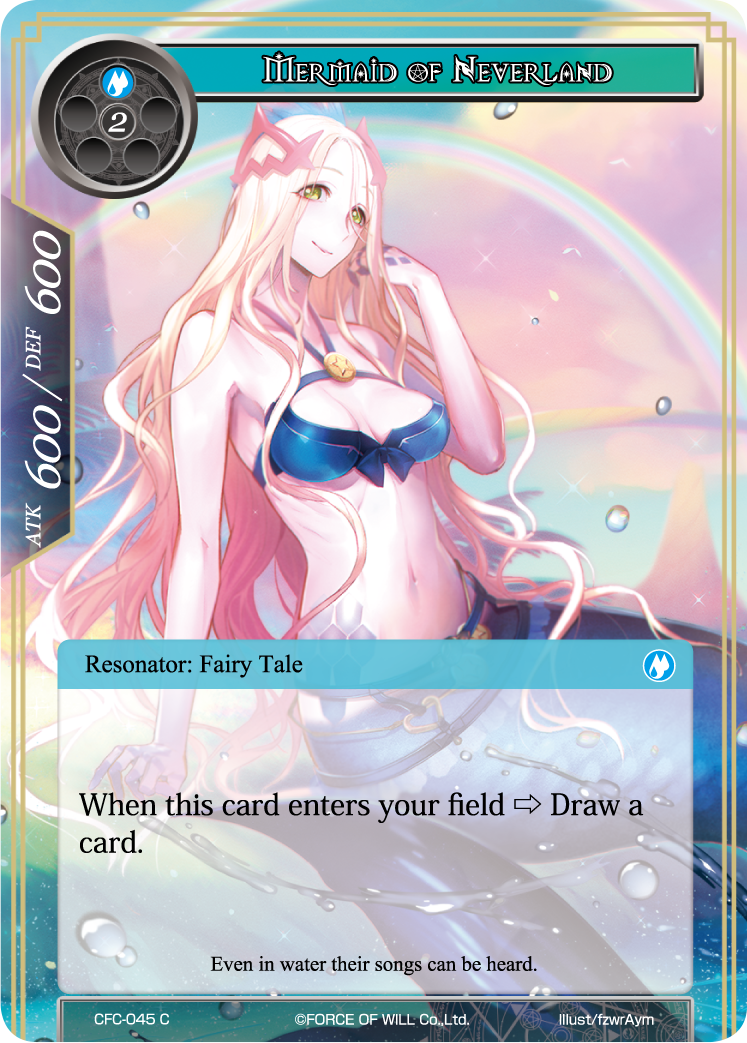 Mermaid of Neverland
2
ATK 600 / DEF 600
Resonator: Fairy Tale
When this card enters your field ⇨ Draw a
card.
Even in water their songs can be heard.
CFC-045 C ©FORCE OF WILL Co.,Ltd. Illust/fzwrAym